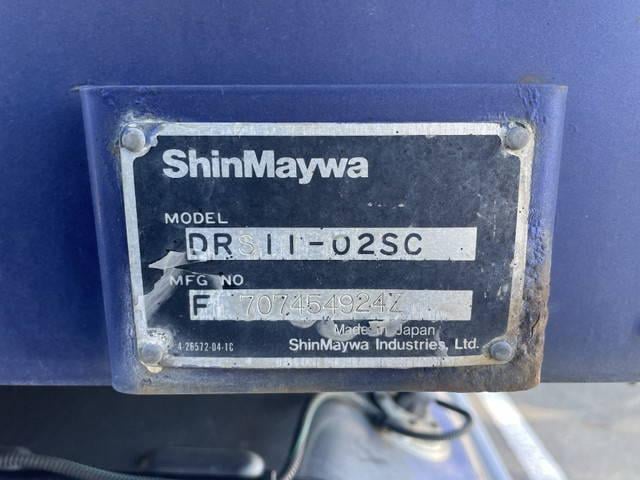 ShinMaywa
MODEL
DRS11-02SC
MFG NO
F 707454924Z
Made in Japan
4-26572-04-1C
ShinMaywa Industries, Ltd.